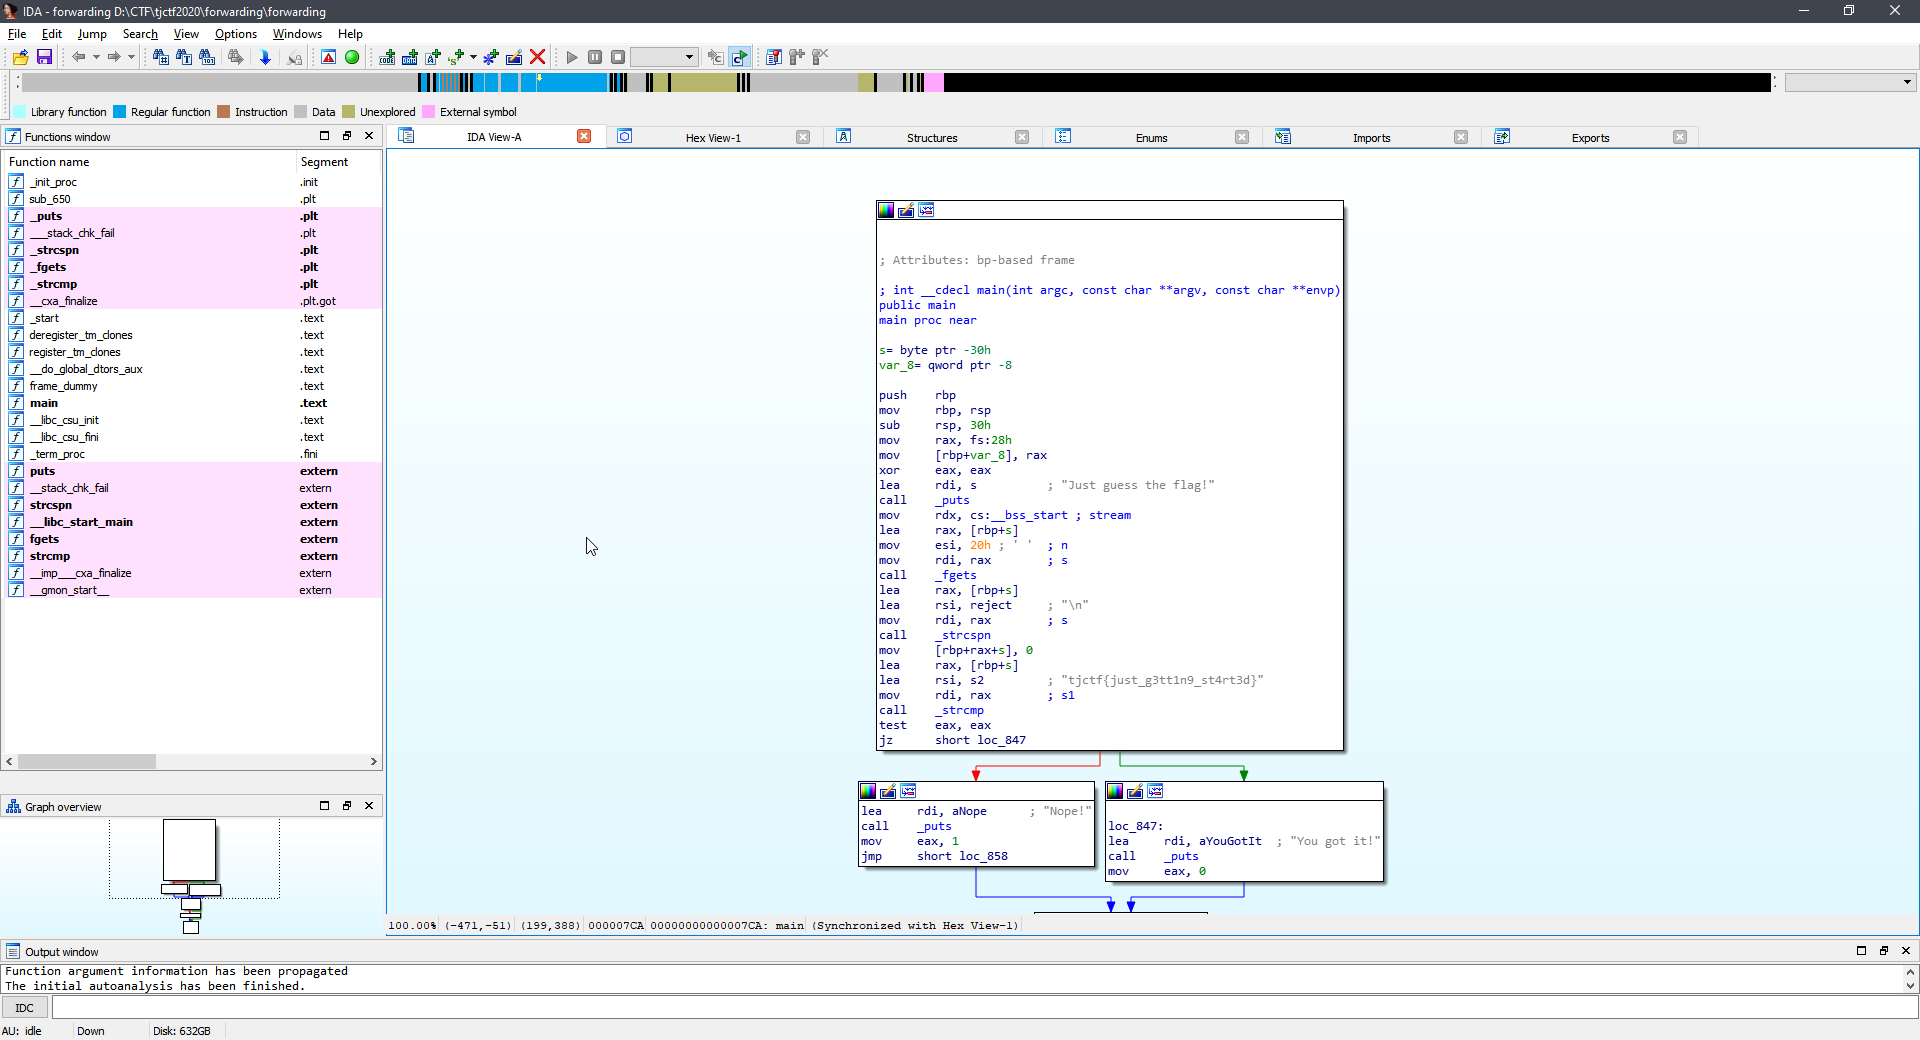 IDA - forwarding D:\CTF\tjctf2020\forwarding\forwarding
File Edit Jump Search View Options Windows Help
Library function Regular function Instruction Data Unexplored External symbol
Functions window
Function name Segment
_init_proc .init
sub_650 .plt
_puts .plt
___stack_chk_fail .plt
_strcspn .plt
_fgets .plt
_strcmp .plt
__cxa_finalize .plt.got
_start .text
deregister_tm_clones .text
register_tm_clones .text
__do_global_dtors_aux .text
frame_dummy .text
main .text
__libc_csu_init .text
__libc_csu_fini .text
_term_proc .fini
puts extern
__stack_chk_fail extern
strcspn extern
__libc_start_main extern
fgets extern
strcmp extern
__imp___cxa_finalize extern
__gmon_start__ extern
Graph overview
IDA View-A Hex View-1 Structures Enums Imports Exports
; Attributes: bp-based frame
; int __cdecl main(int argc, const char **argv, const char **envp)
public main
main proc near
s= byte ptr -30h
var_8= qword ptr -8
push rbp
mov rbp, rsp
sub rsp, 30h
mov rax, fs:28h
mov [rbp+var_8], rax
xor eax, eax
lea rdi, s ; "Just guess the flag!"
call _puts
mov rdx, cs:__bss_start ; stream
lea rax, [rbp+s]
mov esi, 20h ; ' ' ; n
mov rdi, rax ; s
call _fgets
lea rax, [rbp+s]
lea rsi, reject ; "\n"
mov rdi, rax ; s
call _strcspn
mov [rbp+rax+s], 0
lea rax, [rbp+s]
lea rsi, s2 ; "tjctf{just_g3tt1n9_st4rt3d}"
mov rdi, rax ; s1
call _strcmp
test eax, eax
jz short loc_847
lea rdi, aNope ; "Nope!"
call _puts
mov eax, 1
jmp short loc_858
loc_847:
lea rdi, aYouGotIt ; "You got it!"
call _puts
mov eax, 0
100.00% (-471,-51) (199,388) 000007CA 00000000000007CA: main (Synchronized with Hex View-1)
Output window
Function argument information has been propagated
The initial autoanalysis has been finished.
IDC
AU: idle Down Disk: 632GB